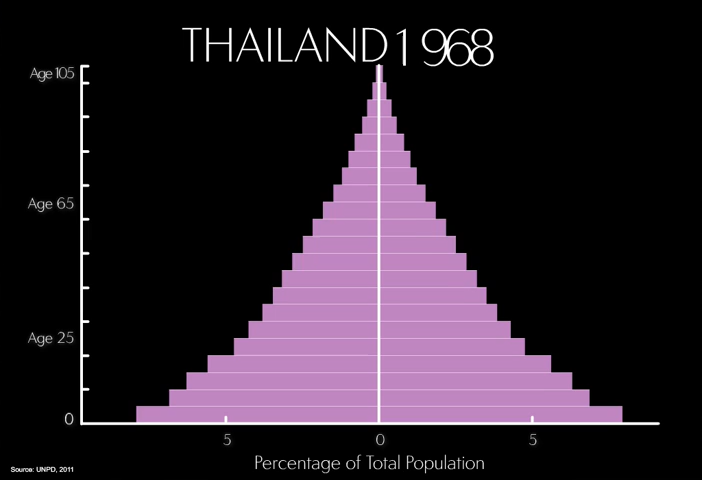 THAILAND 1968
Age 105
Age 65
Age 25
0
5 0 5
Percentage of Total Population
Source: UNPD, 2011